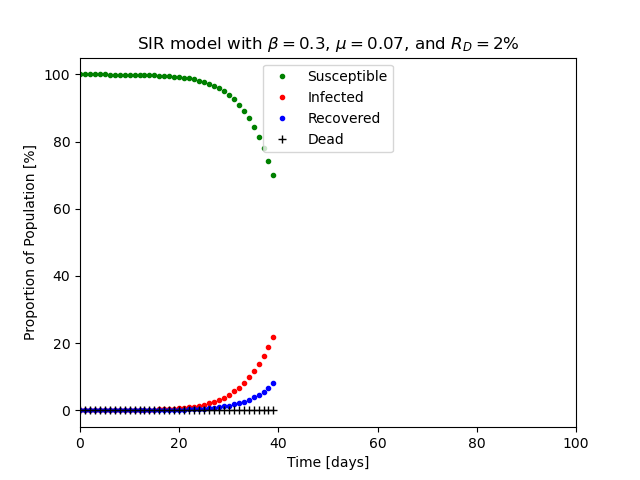 SIR model with β = 0.3, μ = 0.07, and R_D = 2%
Susceptible
Infected
Recovered
Dead
Proportion of Population [%]
100
80
60
40
20
0
0 20 40 60 80 100
Time [days]